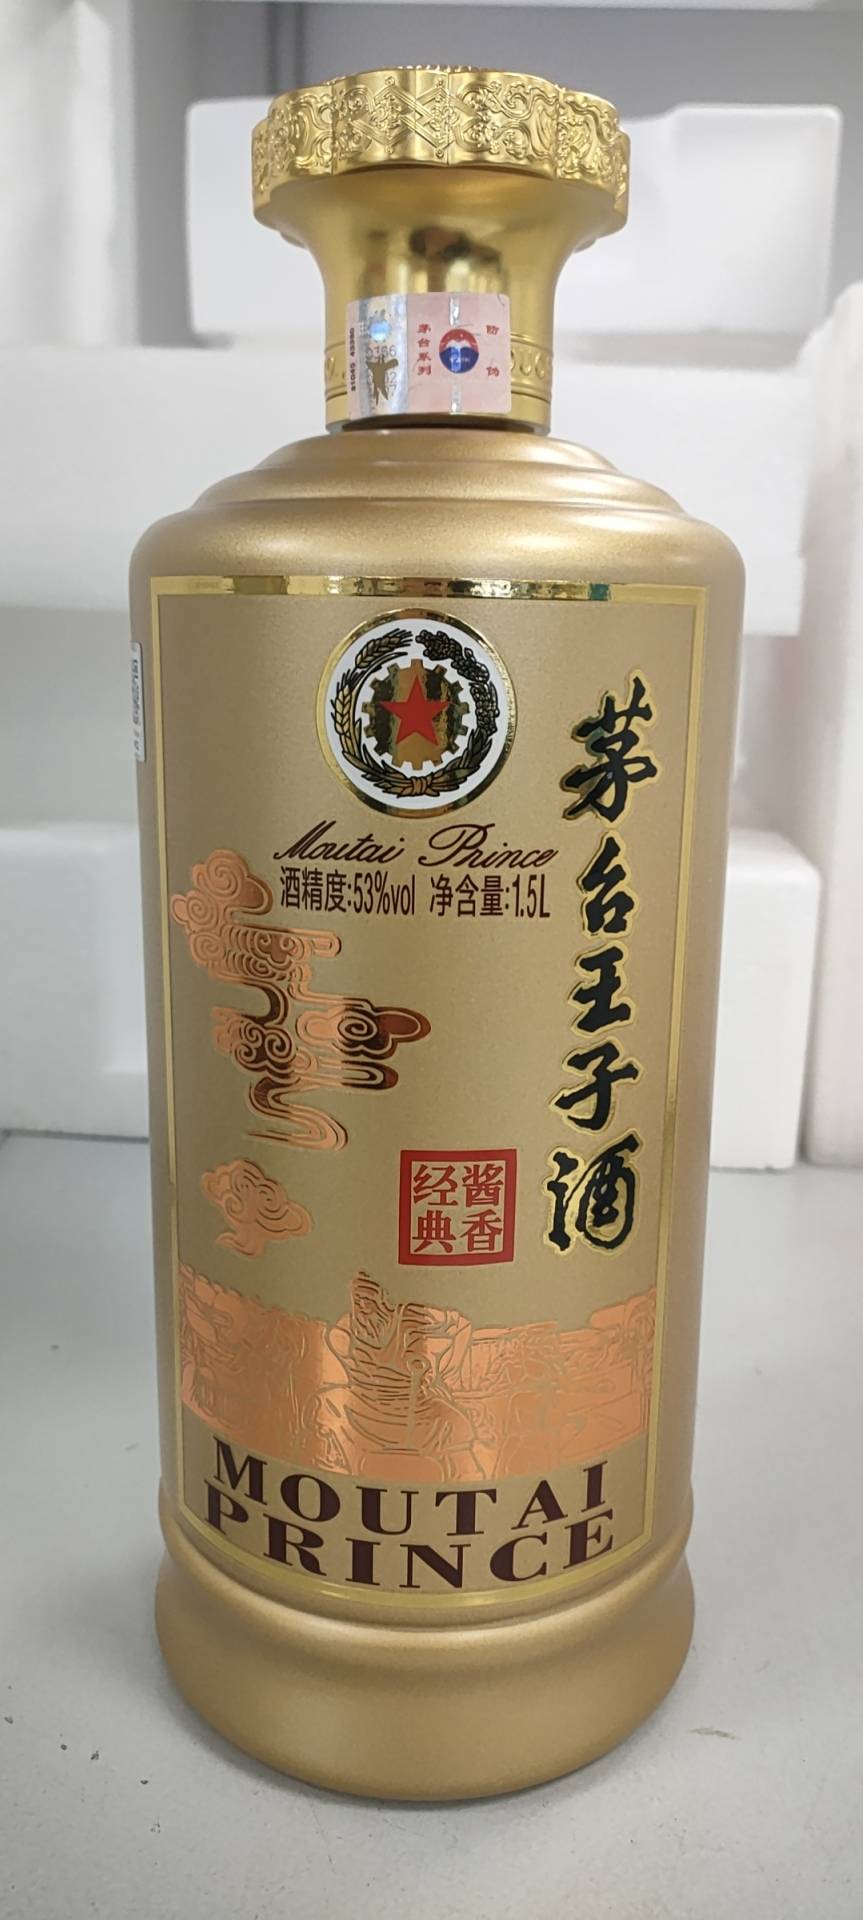 茅台系列
防伪
Moutai Prince
酒精度:53%vol 净含量:1.5L
茅台王子酒
酱香
经典
MOUTAI
PRINCE